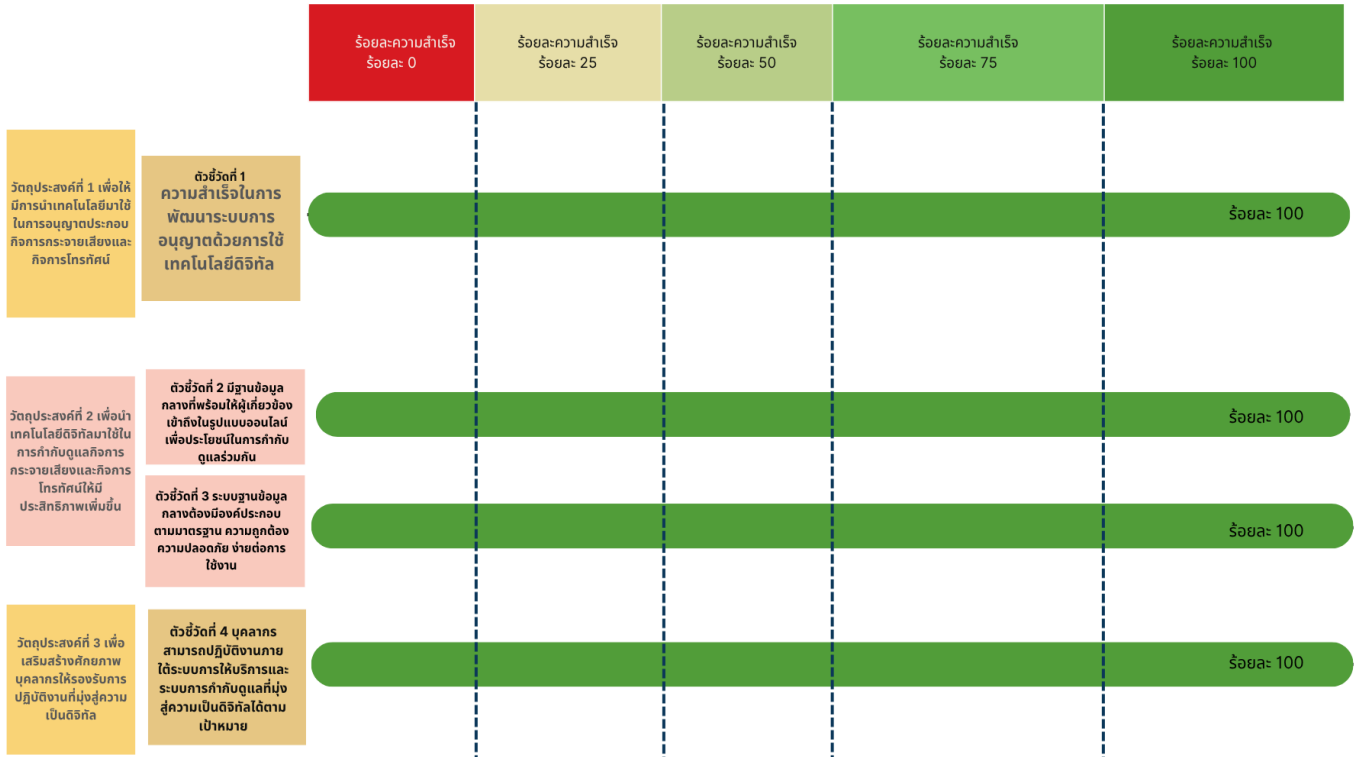 ร้อยละความสำเร็จ
ร้อยละ 0
ร้อยละความสำเร็จ
ร้อยละ 25
ร้อยละความสำเร็จ
ร้อยละ 50
ร้อยละความสำเร็จ
ร้อยละ 75
ร้อยละความสำเร็จ
ร้อยละ 100
วัตถุประสงค์ที่ 1 เพื่อให้
มีการนำเทคโนโลยีมาใช้
ในการอนุญาตประกอบ
กิจการกระจายเสียงและ
กิจการโทรทัศน์
ตัวชี้วัดที่ 1
ความสำเร็จในการ
พัฒนาระบบการ
อนุญาตด้วยการใช้
เทคโนโลยีดิจิทัล
ร้อยละ 100
วัตถุประสงค์ที่ 2 เพื่อนำ
เทคโนโลยีดิจิทัลมาใช้ใน
การกำกับดูแลกิจการ
กระจายเสียงและกิจการ
โทรทัศน์ให้มี
ประสิทธิภาพเพิ่มขึ้น
ตัวชี้วัดที่ 2 มีฐานข้อมูล
กลางที่พร้อมให้ผู้เกี่ยวข้อง
เข้าถึงในรูปแบบออนไลน์
เพื่อประโยชน์ในการกำกับ
ดูแลร่วมกัน
ร้อยละ 100
ตัวชี้วัดที่ 3 ระบบฐานข้อมูล
กลางต้องมีองค์ประกอบ
ตามมาตรฐาน ความถูกต้อง
ความปลอดภัย ง่ายต่อการ
ใช้งาน
ร้อยละ 100
วัตถุประสงค์ที่ 3 เพื่อ
เสริมสร้างศักยภาพ
บุคลากรให้รองรับการ
ปฏิบัติงานที่มุ่งสู่ความ
เป็นดิจิทัล
ตัวชี้วัดที่ 4 บุคลากร
สามารถปฏิบัติงานภาย
ใต้ระบบการให้บริการและ
ระบบการกำกับดูแลที่มุ่ง
สู่ความเป็นดิจิทัลได้ตาม
เป้าหมาย
ร้อยละ 100